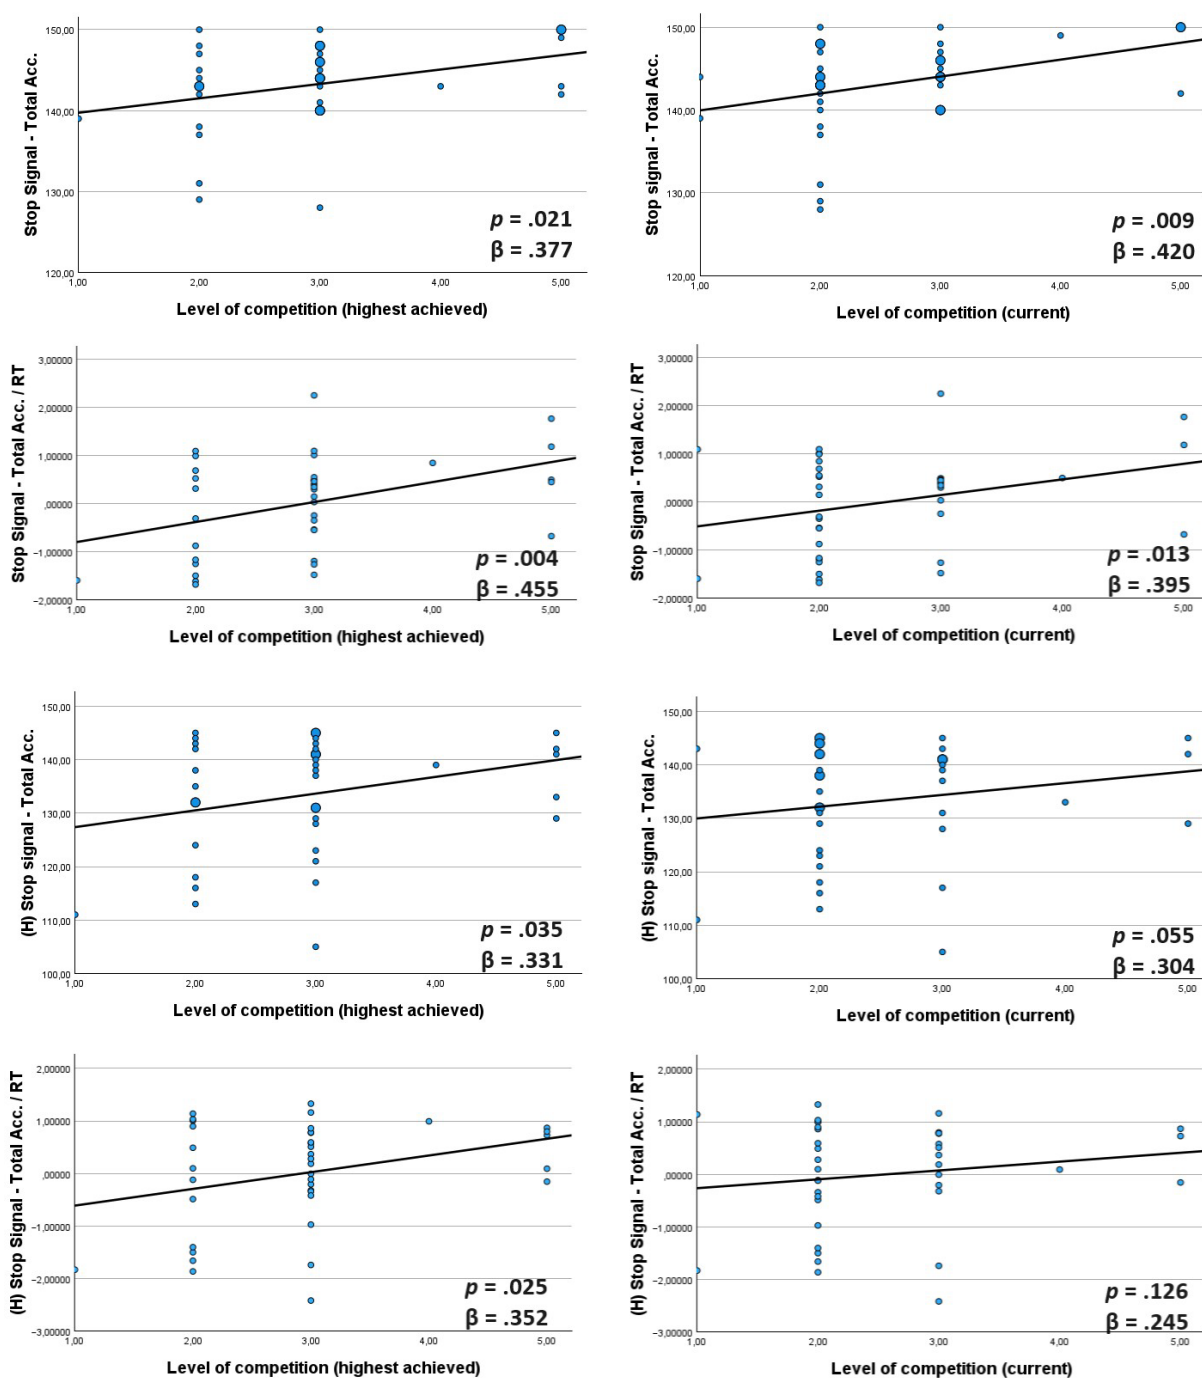 Stop Signal - Total Acc.
150,00
140,00
130,00
120,00
1,00 2,00 3,00 4,00 5,00
Level of competition (highest achieved)
p = .021
β = .377
Stop signal - Total Acc.
150,00
140,00
130,00
120,00
1,00 2,00 3,00 4,00 5,00
Level of competition (current)
p = .009
β = .420
Stop Signal - Total Acc. / RT
3,00000
2,00000
1,00000
,00000
−1,00000
−2,00000
1,00 2,00 3,00 4,00 5,00
Level of competition (highest achieved)
p = .004
β = .455
Stop Signal - Total Acc. / RT
3,00000
2,00000
1,00000
,00000
−1,00000
−2,00000
1,00 2,00 3,00 4,00 5,00
Level of competition (current)
p = .013
β = .395
(H) Stop signal - Total Acc.
150,00
140,00
130,00
120,00
110,00
100,00
1,00 2,00 3,00 4,00 5,00
Level of competition (highest achieved)
p = .035
β = .331
(H) Stop signal - Total Acc.
150,00
140,00
130,00
120,00
110,00
100,00
1,00 2,00 3,00 4,00 5,00
Level of competition (current)
p = .055
β = .304
(H) Stop Signal - Total Acc. / RT
2,00000
1,00000
,00000
−1,00000
−2,00000
−3,00000
1,00 2,00 3,00 4,00 5,00
Level of competition (highest achieved)
p = .025
β = .352
(H) Stop Signal - Total Acc. / RT
2,00000
1,00000
,00000
−1,00000
−2,00000
−3,00000
1,00 2,00 3,00 4,00 5,00
Level of competition (current)
p = .126
β = .245